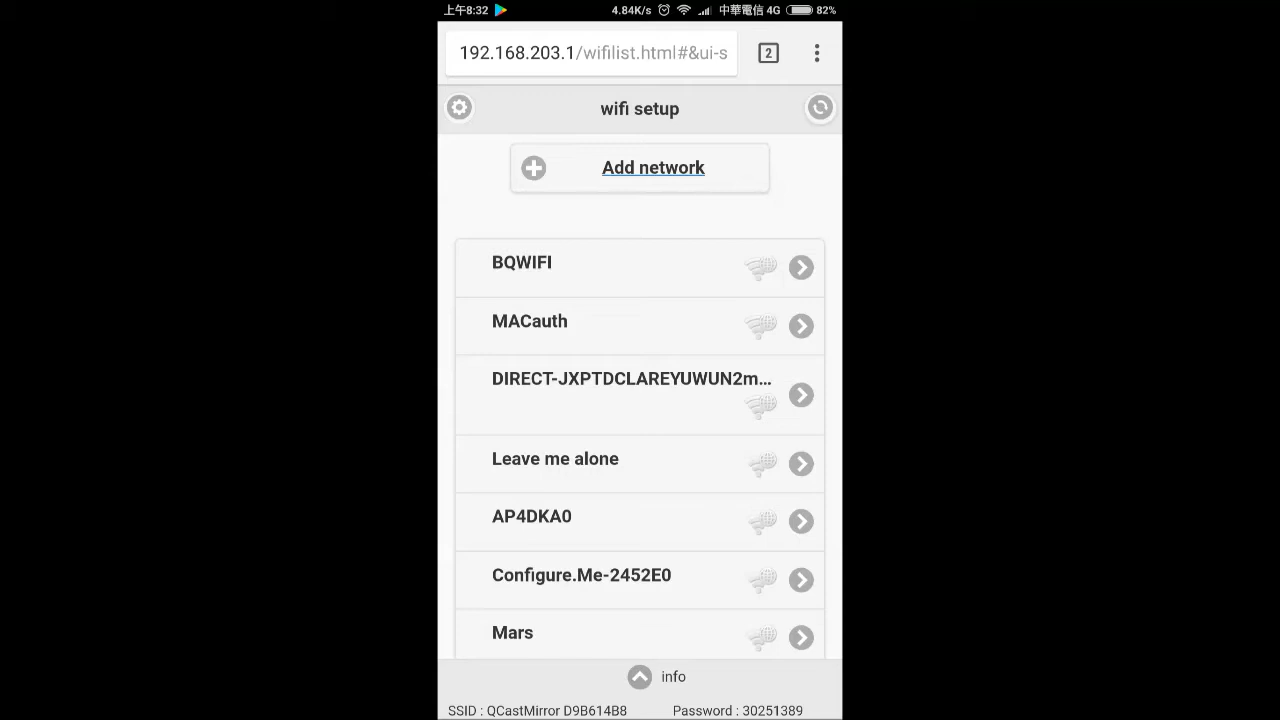 上午8:32 4.84K/s 中華電信 4G 82%
192.168.203.1/wifilist.html#&ui-s 2
wifi setup
Add network
BQWIFI
MACauth
DIRECT-JXPTDCLAREYUWUN2m...
Leave me alone
AP4DKA0
Configure.Me-2452E0
Mars
info
SSID : QCastMirror D9B614B8 Password : 30251389